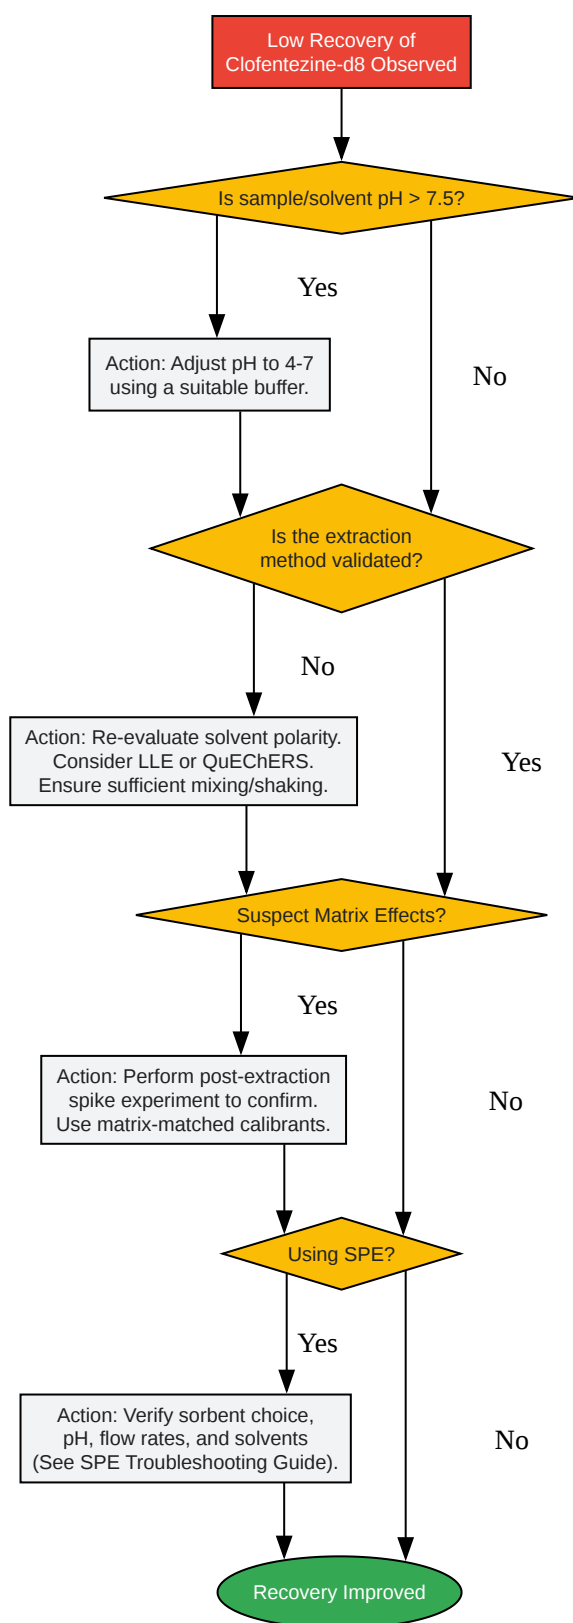 Low Recovery of
Clofentezine-d8 Observed
Is sample/solvent pH > 7.5?
Yes
Action: Adjust pH to 4-7
using a suitable buffer.
No
Is the extraction
method validated?
No
Action: Re-evaluate solvent polarity.
Consider LLE or QuEChERS.
Ensure sufficient mixing/shaking.
Yes
Suspect Matrix Effects?
Yes
Action: Perform post-extraction
spike experiment to confirm.
Use matrix-matched calibrants.
No
Using SPE?
Yes
Action: Verify sorbent choice,
pH, flow rates, and solvents
(See SPE Troubleshooting Guide).
No
Recovery Improved